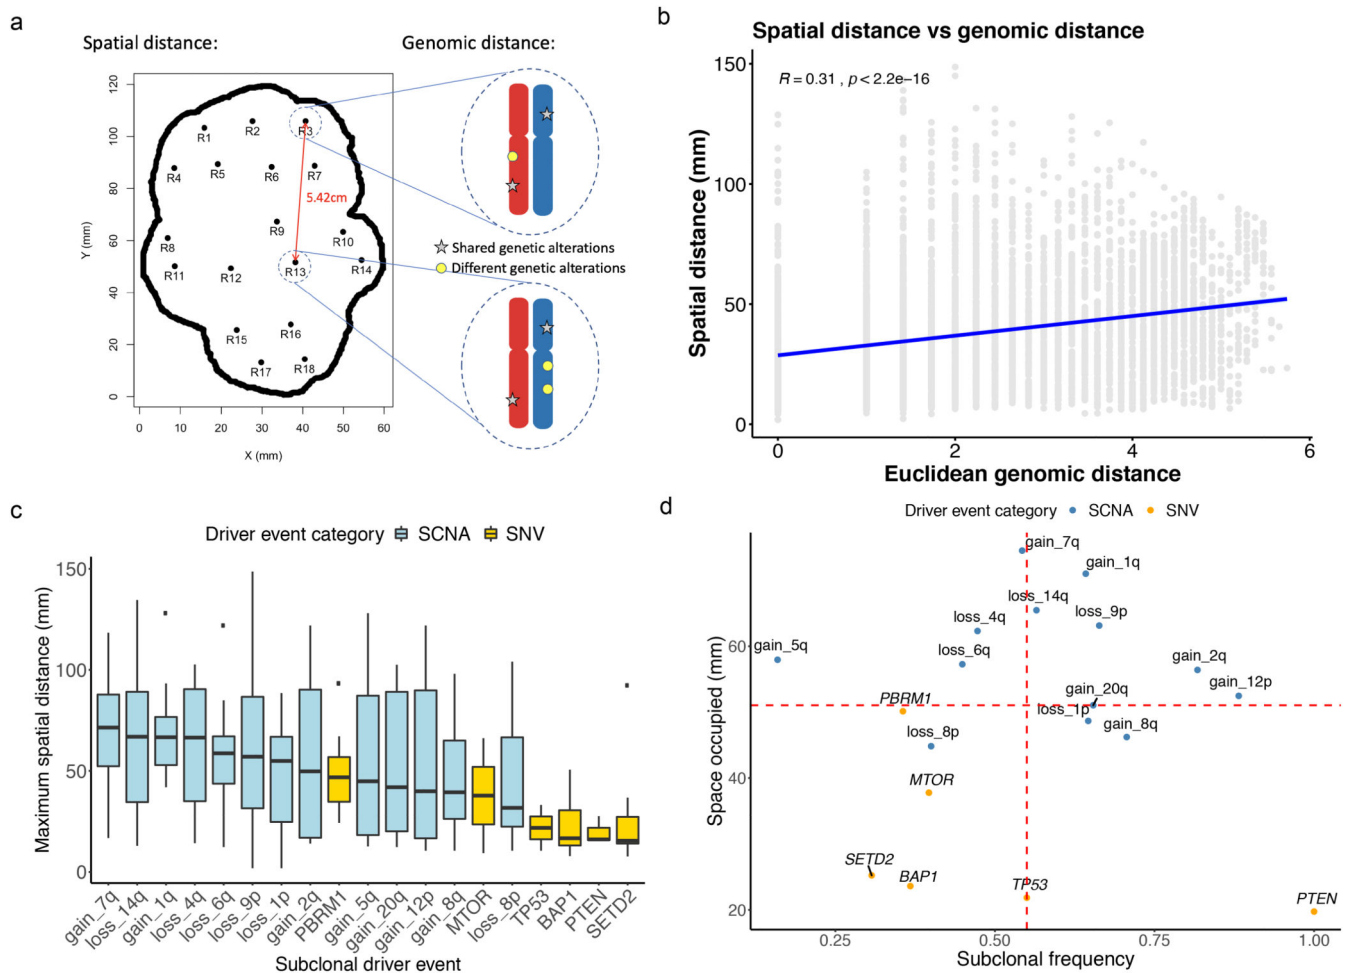 a
Spatial distance:
Genomic distance:
120
100
80
60
40
20
0
Y (mm)
0 10 20 30 40 50 60
X (mm)
R1
R2
R3
R4
R5
R6
R7
5.42cm
R8
R9
R10
R11
R12
R13
R14
R15
R16
R17
R18
Shared genetic alterations
Different genetic alterations
b
Spatial distance vs genomic distance
R = 0.31 , p < 2.2e−16
150
100
50
0
Spatial distance (mm)
0 2 4 6
Euclidean genomic distance
c
Driver event category SCNA SNV
150
100
50
0
Maximum spatial distance (mm)
gain_7q
loss_14q
gain_1q
loss_4q
loss_6q
loss_9p
loss_1p
gain_2q
PBRM1
gain_5q
gain_20q
gain_12p
gain_8q
MTOR
loss_8p
TP53
BAP1
PTEN
SETD2
Subclonal driver event
d
Driver event category SCNA SNV
gain_7q
gain_1q
loss_14q
loss_9p
loss_4q
gain_5q
loss_6q
gain_2q
gain_12p
gain_20q
PBRM1
loss_1p
gain_8q
loss_8p
MTOR
SETD2
BAP1
TP53
PTEN
60
40
20
Space occupied (mm)
0.25 0.50 0.75 1.00
Subclonal frequency